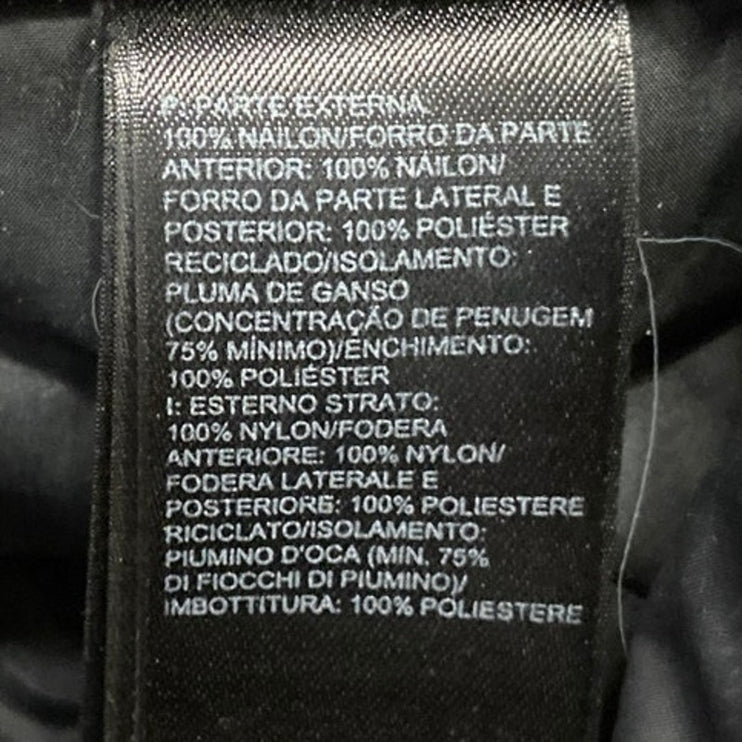 P: PARTE EXTERNA:
100% NÁILON/FORRO DA PARTE
ANTERIOR: 100% NÁILON/
FORRO DA PARTE LATERAL E
POSTERIOR: 100% POLIÉSTER
RECICLADO/ISOLAMENTO:
PLUMA DE GANSO
(CONCENTRAÇÃO DE PENUGEM
75% MÍNIMO)/ENCHIMENTO:
100% POLIÉSTER
I: ESTERNO STRATO:
100% NYLON/FODERA
ANTERIORE: 100% NYLON/
FODERA LATERALE E
POSTERIORE: 100% POLIESTERE
RICICLATO/ISOLAMENTO:
PIUMINO D'OCA (MIN. 75%
DI FIOCCHI DI PIUMINO)/
IMBOTTITURA: 100% POLIESTERE